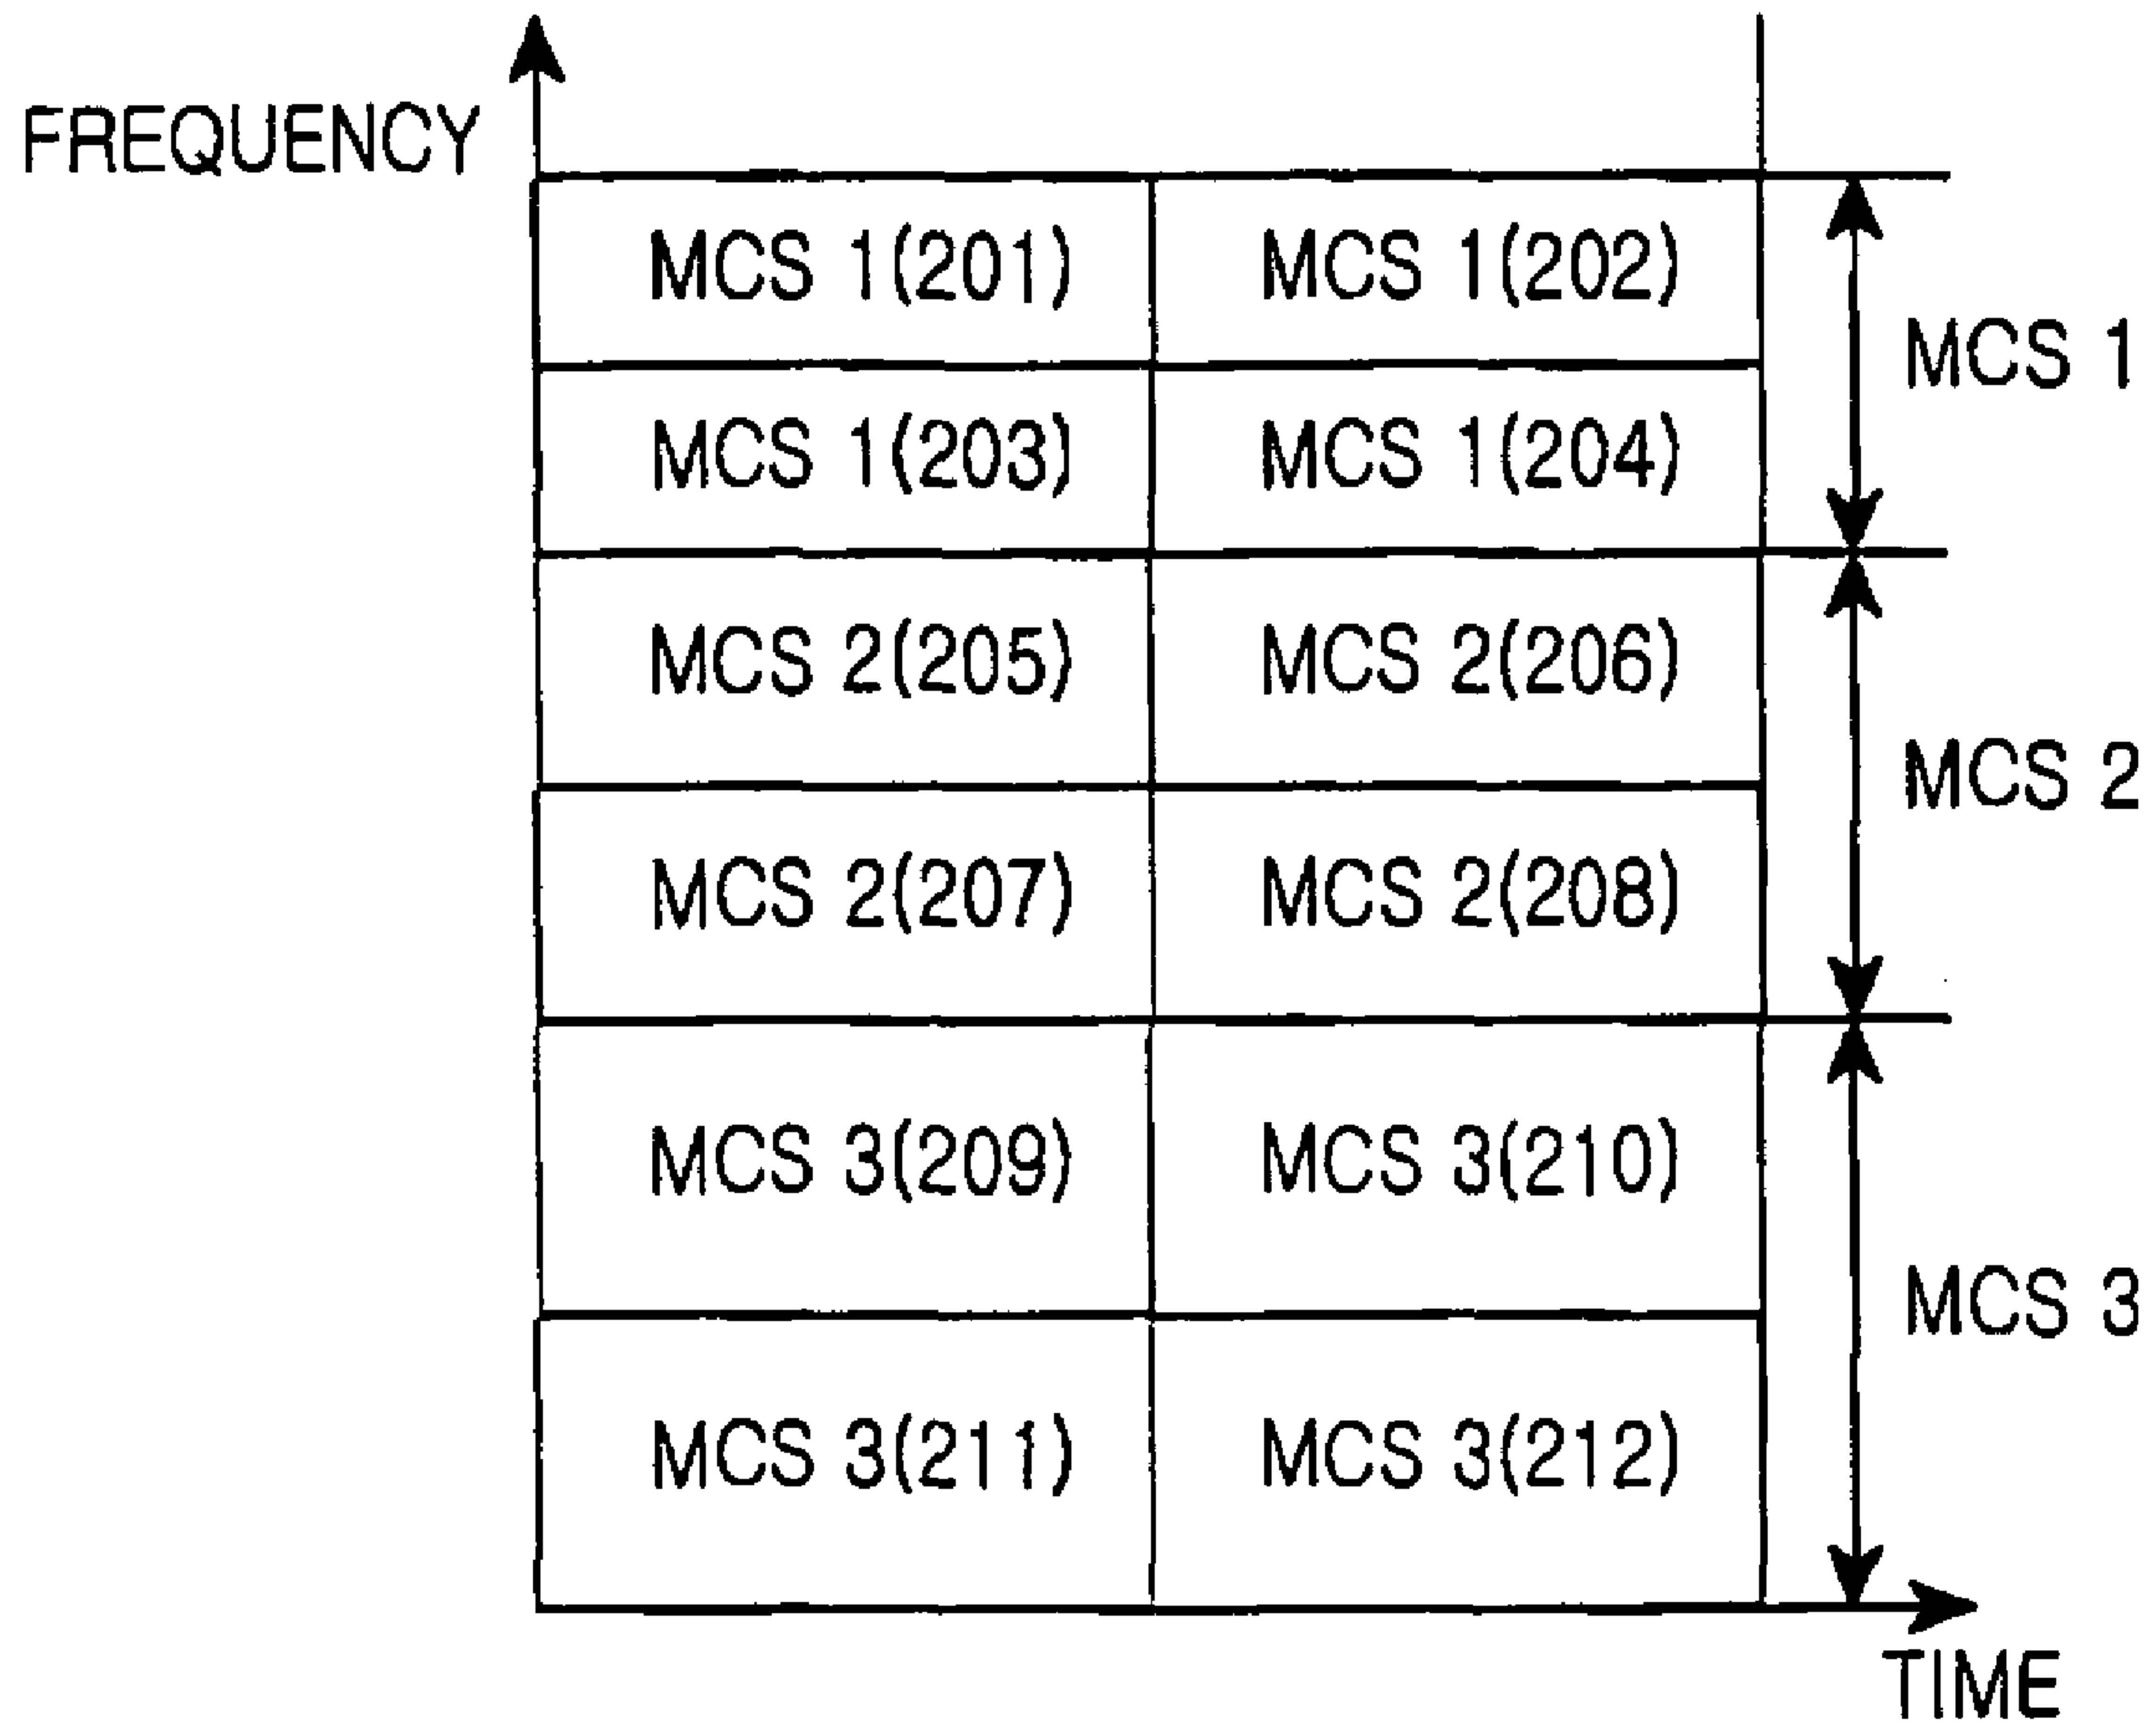 FREQUENCY
MCS 1(201) MCS 1(202)
MCS 1
MCS 1(203) MCS 1(204)
MCS 2(205) MCS 2(206)
MCS 2
MCS 2(207) MCS 2(208)
MCS 3(209) MCS 3(210)
MCS 3
MCS 3(211) MCS 3(212)
TIME